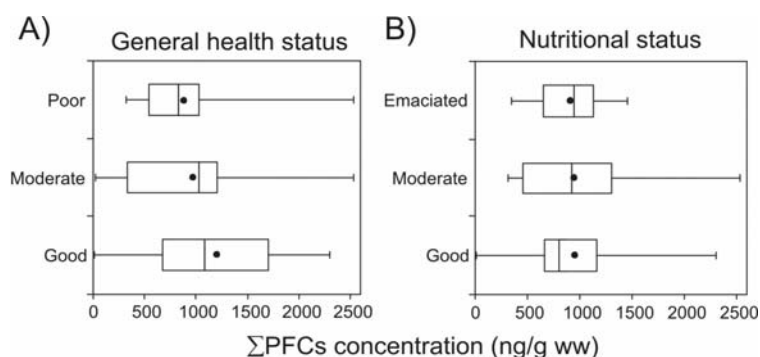 A) General health status
Poor
Moderate
Good
0 500 1000 1500 2000 2500
B) Nutritional status
Emaciated
Moderate
Good
0 500 1000 1500 2000 2500
∑PFCs concentration (ng/g ww)